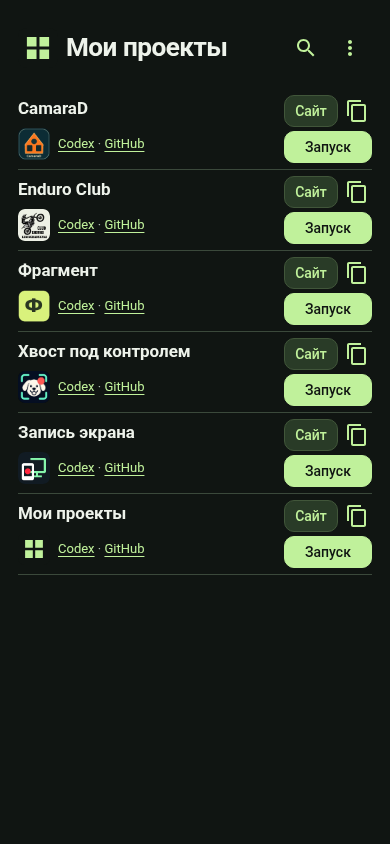 Мои проекты
CamaraD
Сайт
Codex · GitHub
Запуск
Enduro Club
Сайт
Codex · GitHub
Запуск
Фрагмент
Сайт
Ф
Codex · GitHub
Запуск
Хвост под контролем
Сайт
Codex · GitHub
Запуск
Запись экрана
Сайт
Codex · GitHub
Запуск
Мои проекты
Сайт
Codex · GitHub
Запуск